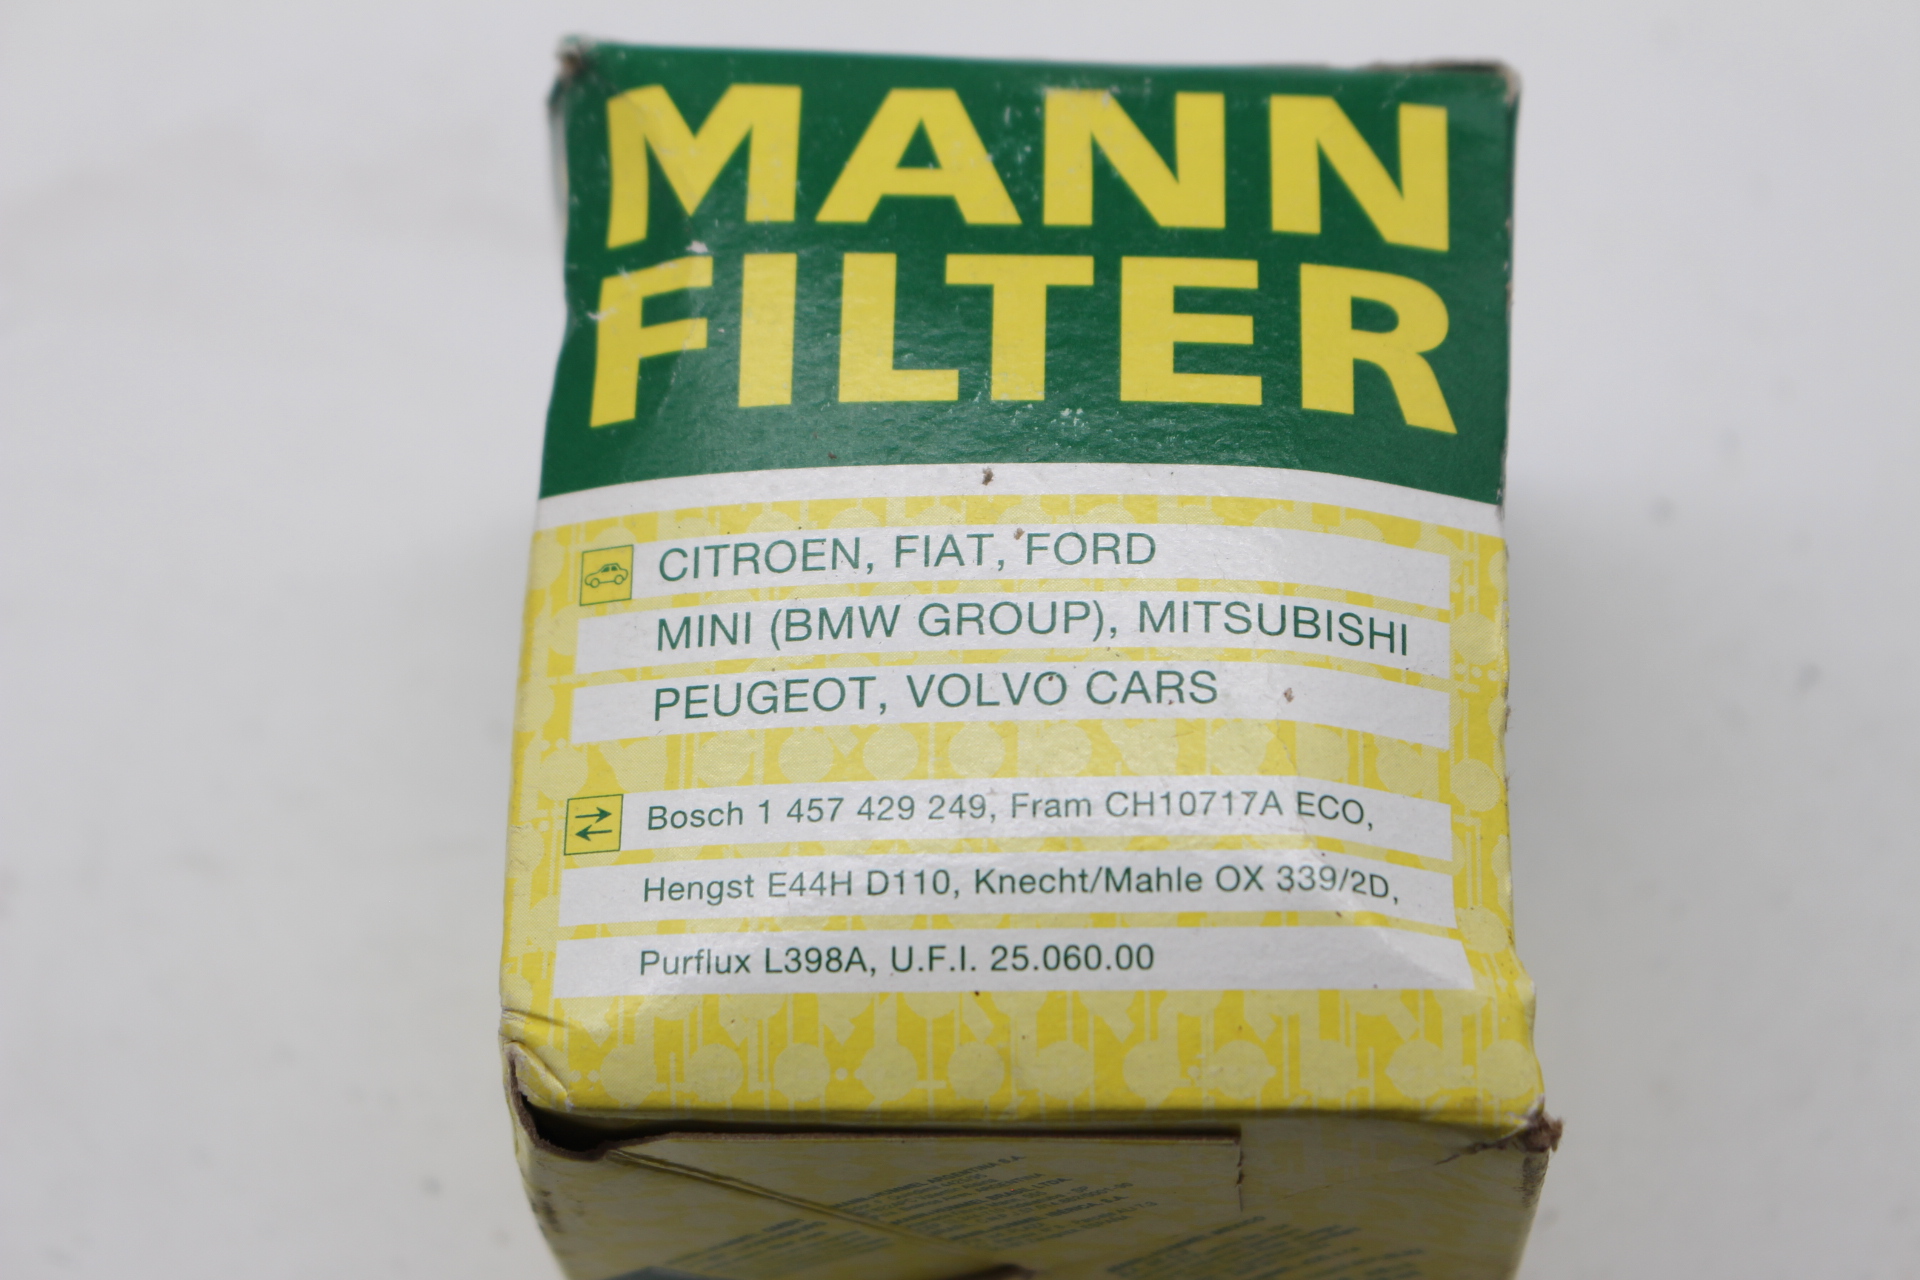 MANN
FILTER
CITROEN, FIAT, FORD
MINI (BMW GROUP), MITSUBISHI
PEUGEOT, VOLVO CARS
Bosch 1 457 429 249, Fram CH10717A ECO,
Hengst E44H D110, Knecht/Mahle OX 339/2D,
Purflux L398A, U.F.I. 25.060.00
ARGENTINA S.A.